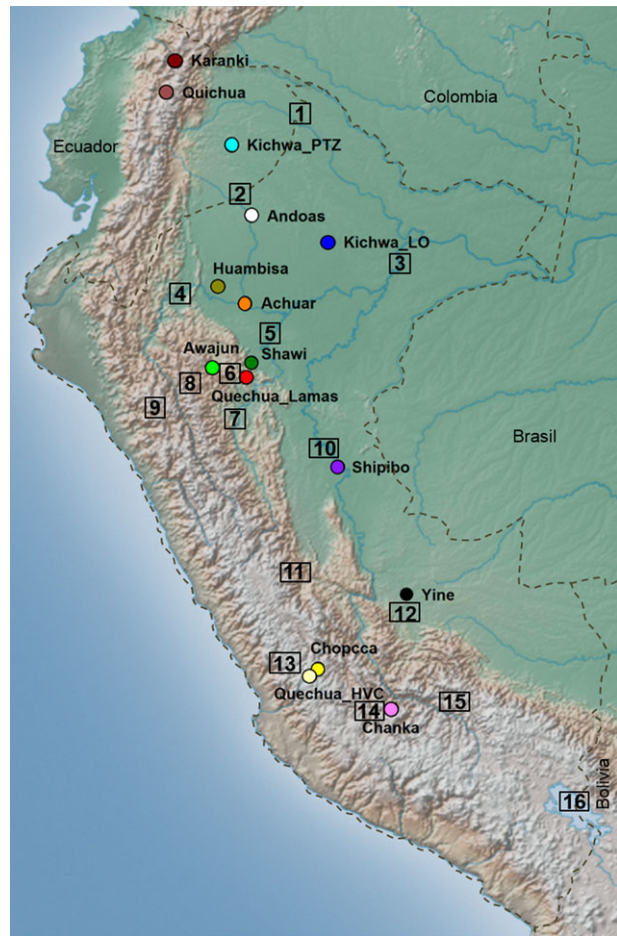 Karanki
Quichua
Colombia
1
Ecuador
Kichwa_PTZ
2
Andoas
Kichwa_LO
3
Huambisa
4
Achuar
5
Awajun
Shawi
6
8
Quechua_Lamas
9
7
Brasil
10
Shipibo
11
Yine
12
Chopcca
13
Quechua_HVC
15
14
Chanka
Bolivia
16